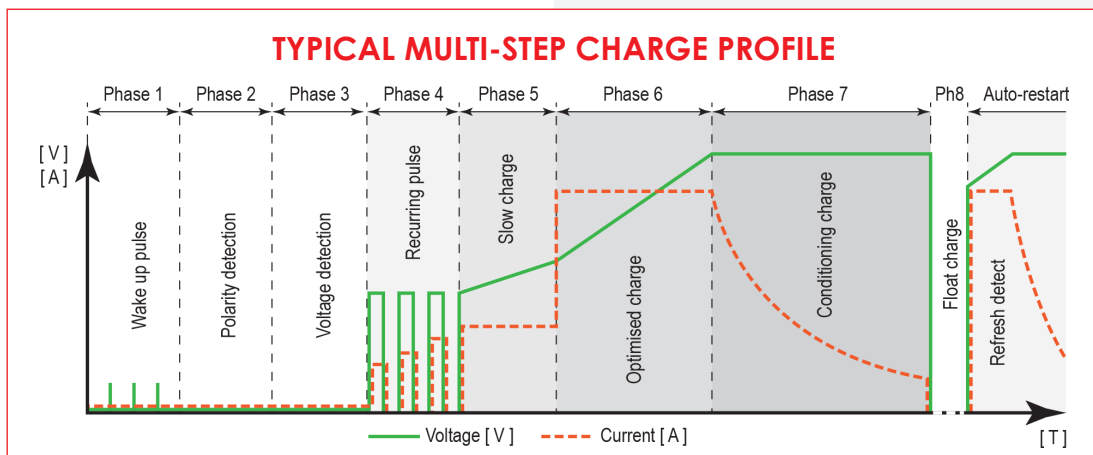 TYPICAL MULTI-STEP CHARGE PROFILE
Phase 1
Phase 2
Phase 3
Phase 4
Phase 5
Phase 6
Phase 7
Ph8
Auto-restart
[ V ]
[ A ]
Wake up pulse
Polarity detection
Voltage detection
Recurring pulse
Slow charge
Optimised charge
Conditioning charge
Float charge
Refresh detect
Voltage [ V ]
Current [ A ]
[ T ]